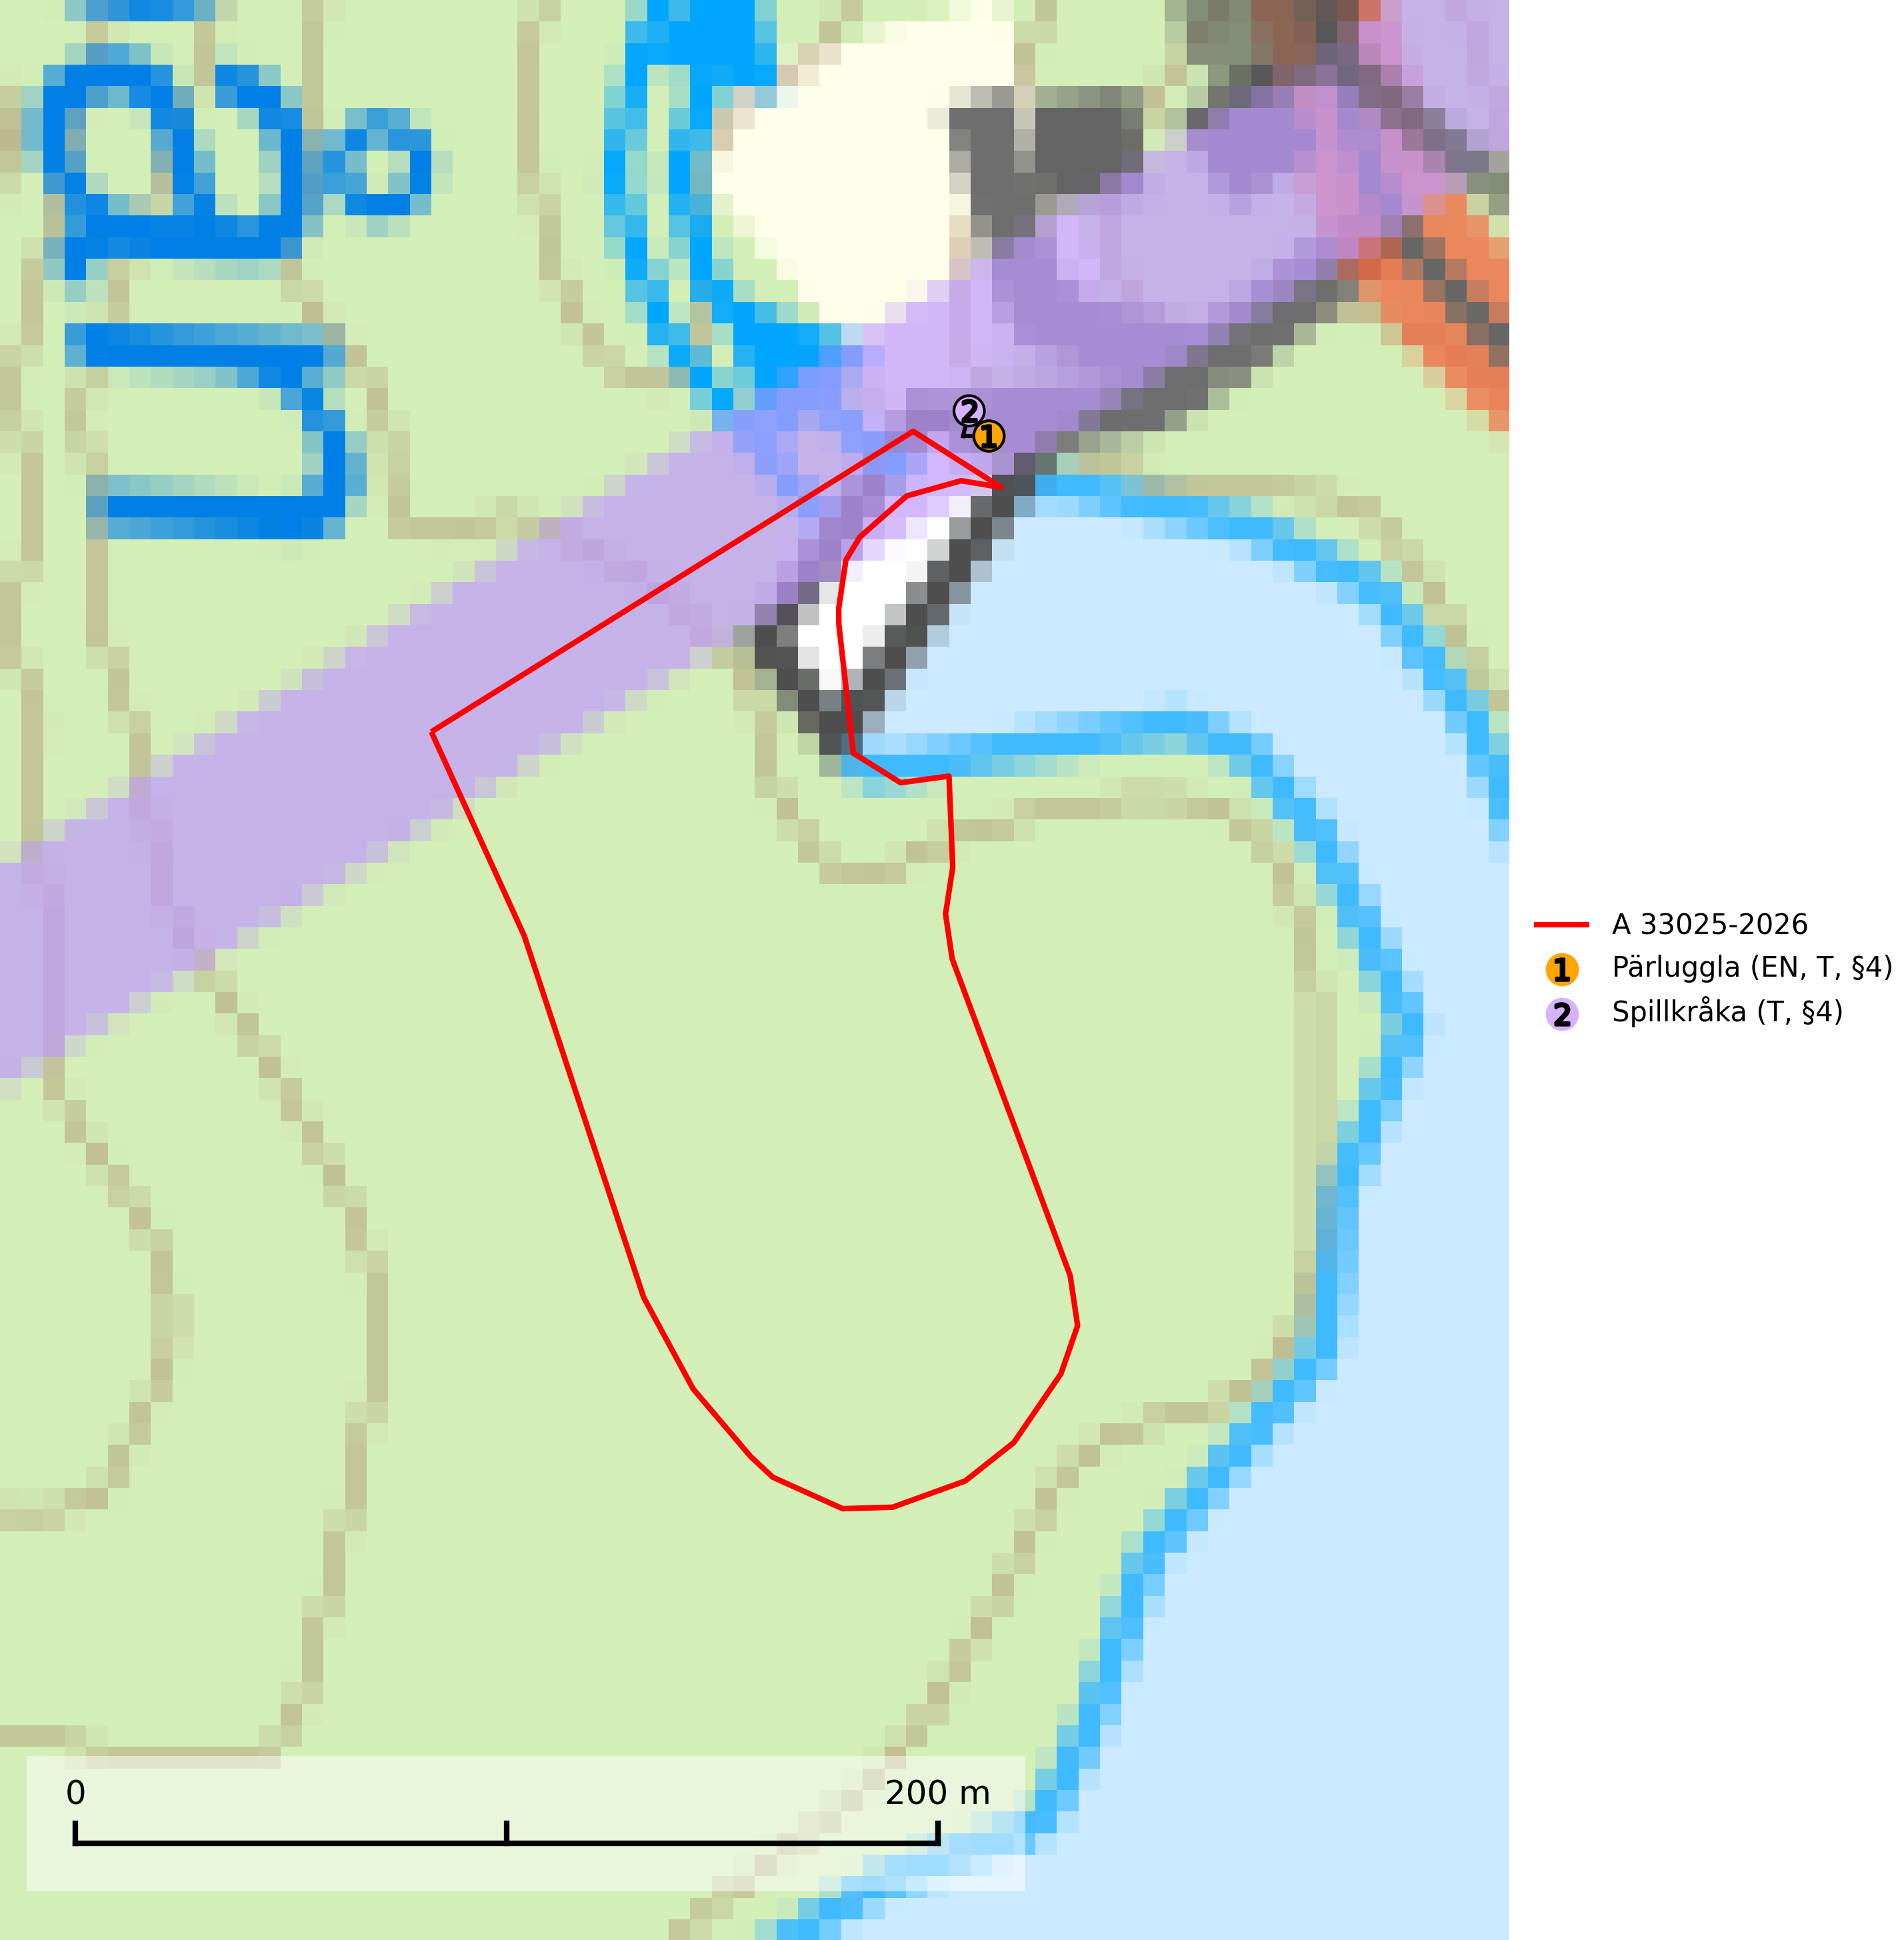 2
1
A 33025-2026
1 Pärluggla (EN, T, §4)
2 Spillkråka (T, §4)
0 200 m